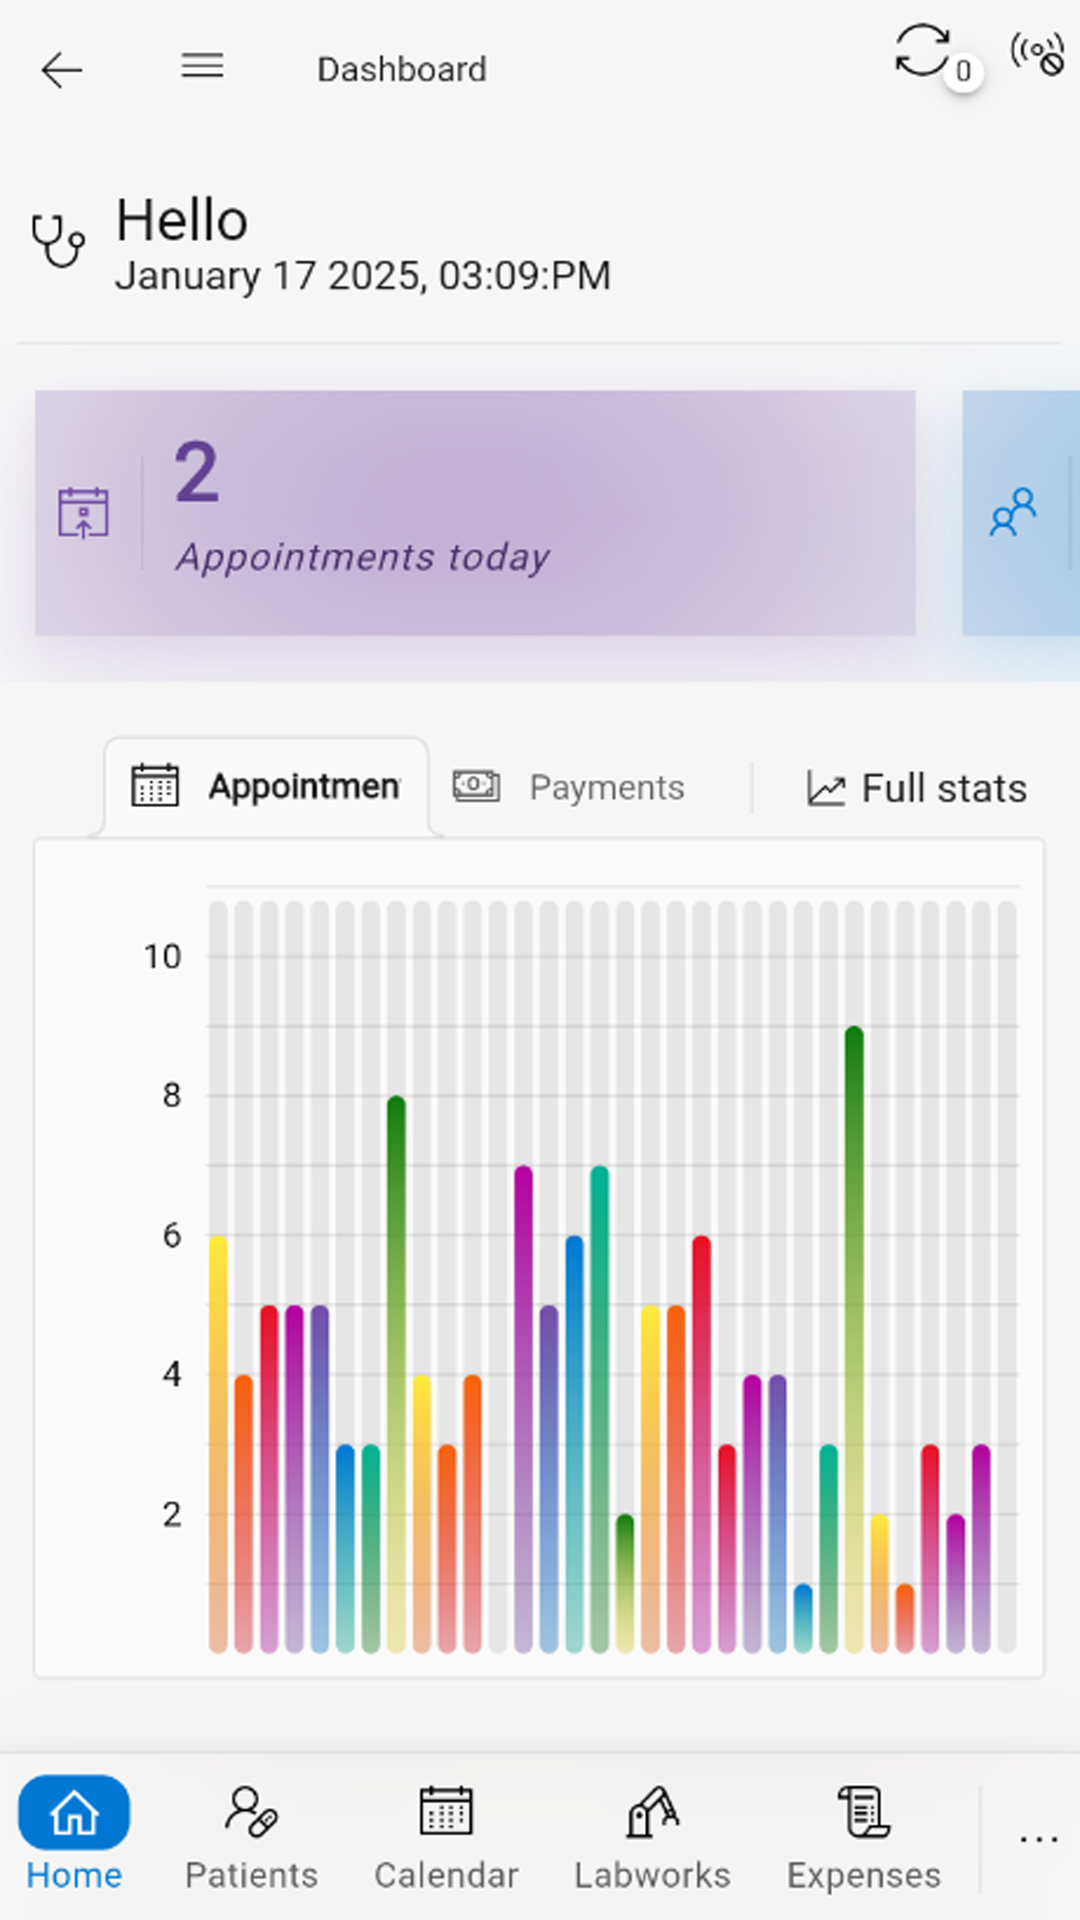 Dashboard
0
Hello
January 17 2025, 03:09:PM
2
Appointments today
Appointmen
Payments
Full stats
10
8
6
4
2
Home
Patients
Calendar
Labworks
Expenses